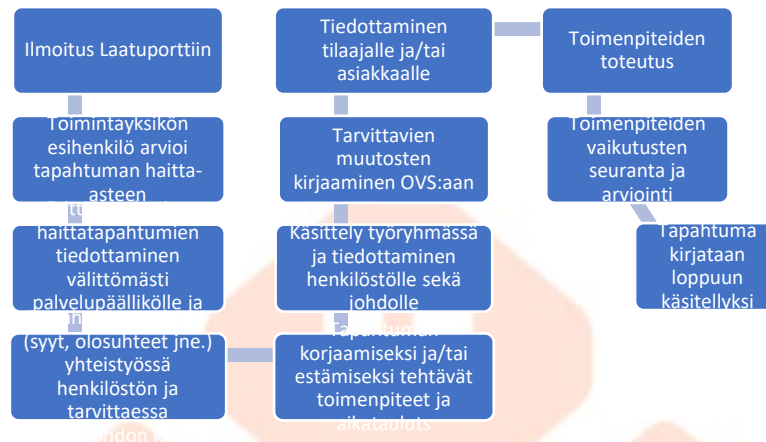 Ilmoitus Laatuporttiin
Toimintayksikön
esihenkilö arvioi
tapahtuman haitta-
asteen
haittatapahtumien
tiedottaminen
välittömästi
palvelupäällikölle ja
(syyt, olosuhteet jne.)
yhteistyössä
henkilöstön ja
tarvittaessa
Tapahtuman
korjaamiseksi ja/tai
estämiseksi tehtävät
toimenpiteet ja
aikatauluts
Käsittely työryhmässä
ja tiedottaminen
henkilöstölle sekä
johdolle
Tarvittavien
muutosten
kirjaaminen OVS:aan
Tiedottaminen
tilaajalle ja/tai
asiakkaalle
Toimenpiteiden
toteutus
Toimenpiteiden
vaikutusten
seuranta ja
arviointi
Tapahtuma
kirjataan
loppuun
käsitellyksi